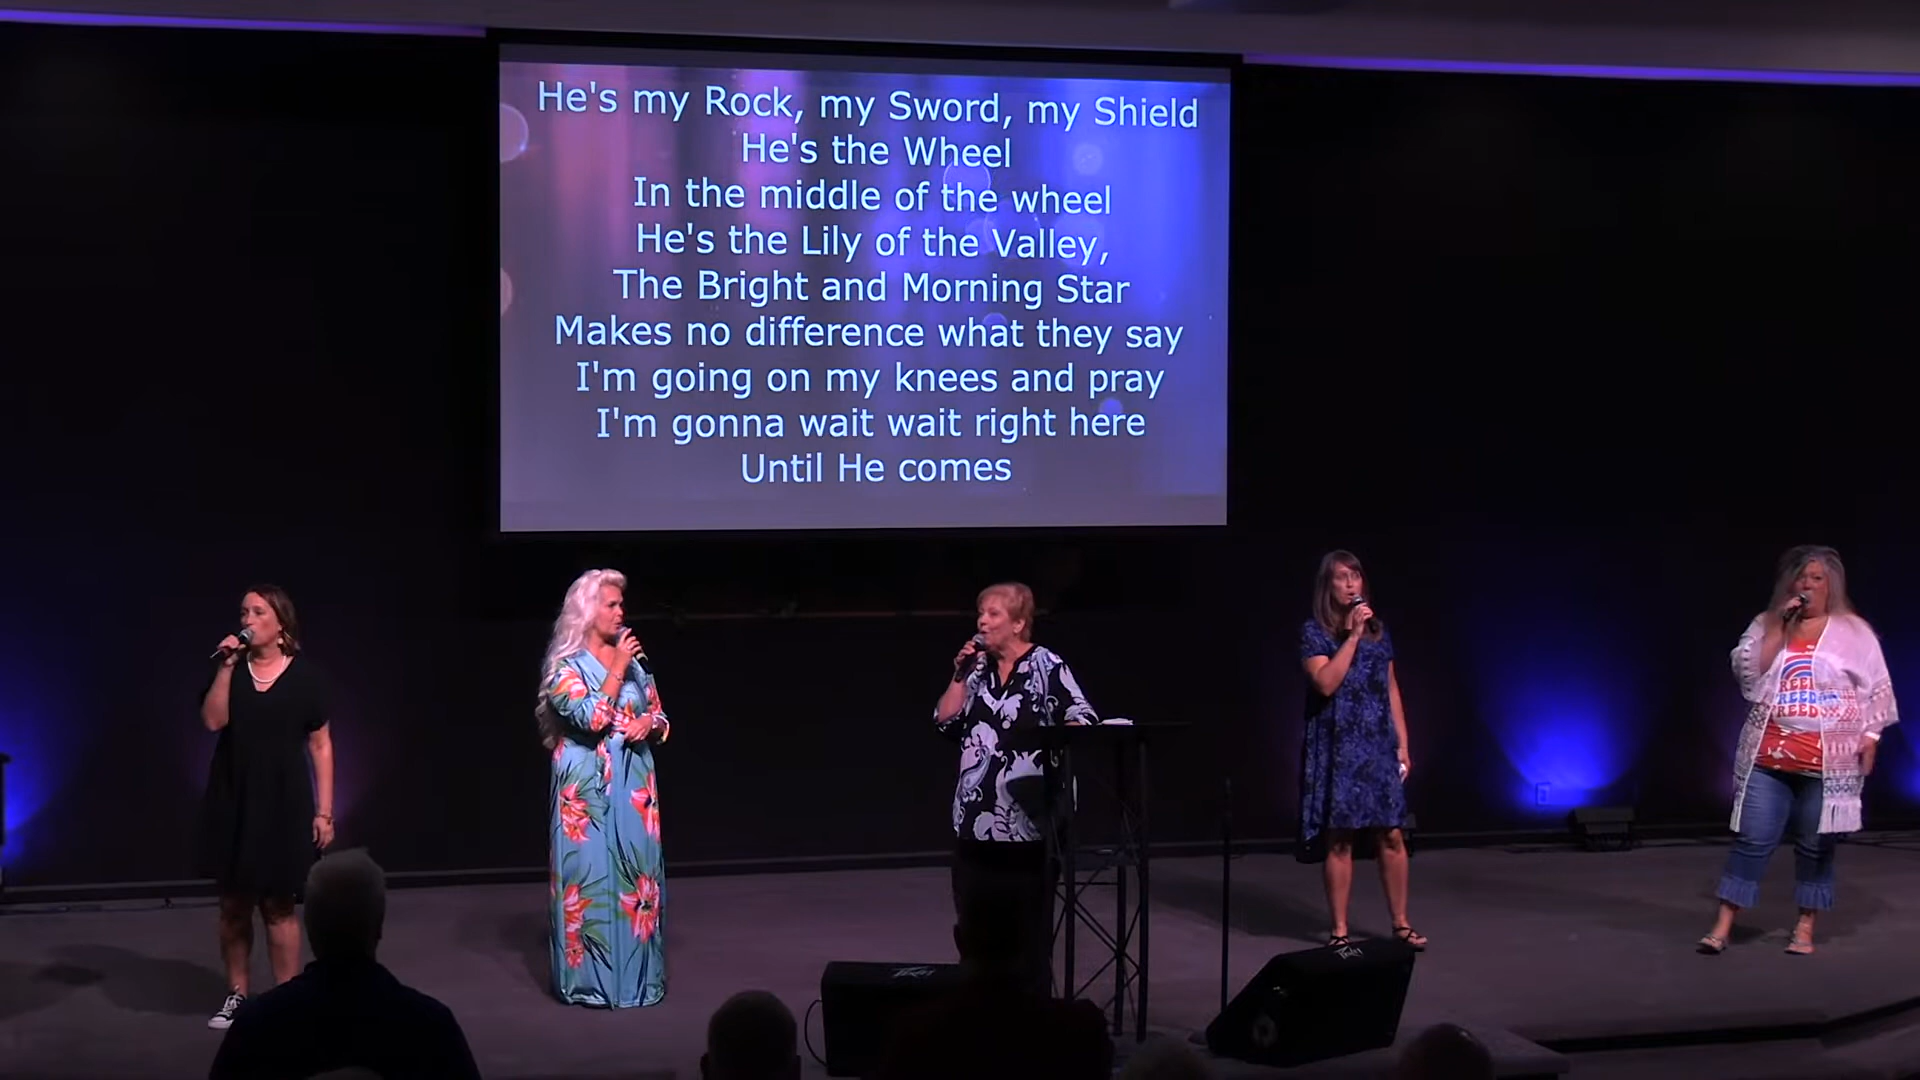 He's my Rock, my Sword, my Shield
He's the Wheel
In the middle of the wheel
He's the Lily of the Valley,
The Bright and Morning Star
Makes no difference what they say
I'm going on my knees and pray
I'm gonna wait wait right here
Until He comes